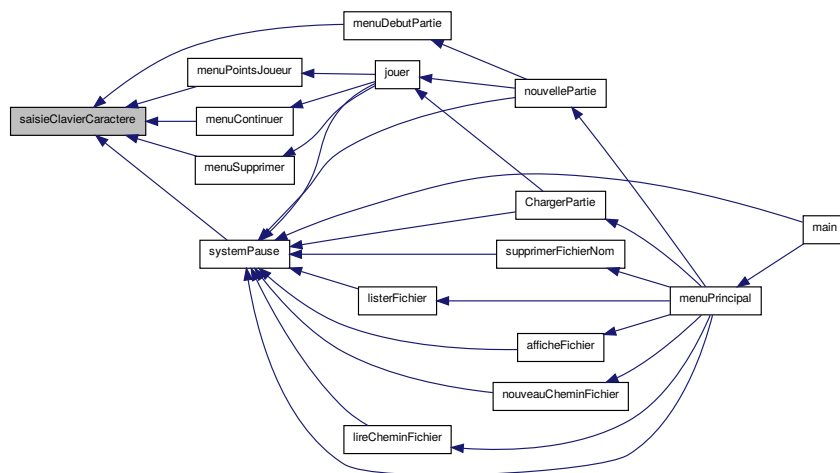 menuDebutPartie
menuPointsJoueur
jouer
nouvellePartie
saisieClavierCaractere
menuContinuer
menuSupprimer
ChargerPartie
main
systemPause
supprimerFichierNom
listerFichier
menuPrincipal
afficheFichier
nouveauCheminFichier
lireCheminFichier